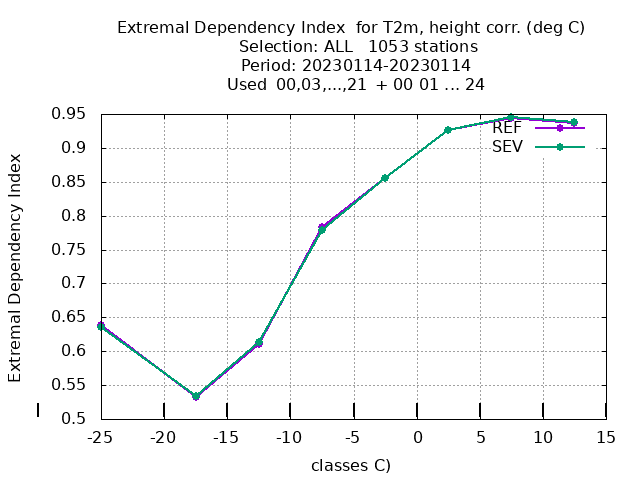 Extremal Dependency Index for T2m, height corr. (deg C)
Selection: ALL 1053 stations
Period: 20230114-20230114
Used 00,03,...,21 + 00 01 ... 24
0.95
0.9
0.85
0.8
0.75
0.7
0.65
0.6
0.55
0.5
Extremal Dependency Index
REF
SEV
-25 -20 -15 -10 -5 0 5 10 15
classes C)